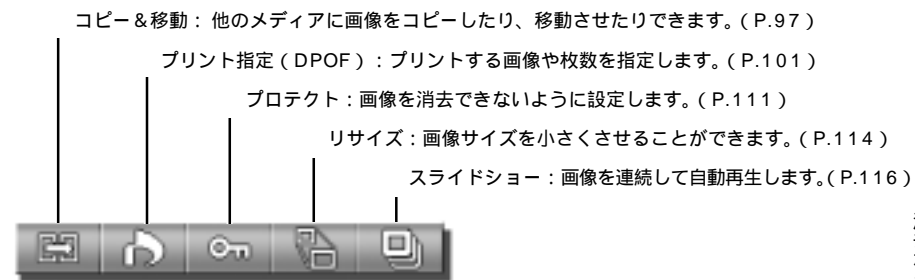 コピー＆移動：他のメディアに画像をコピーしたり、移動させたりできます。(P.97)
プリント指定（DPOF）：プリントする画像や枚数を指定します。(P.101)
プロテクト：画像を消去できないように設定します。(P.111)
リサイズ：画像サイズを小さくさせることができます。(P.114)
スライドショー：画像を連続して自動再生します。(P.116)